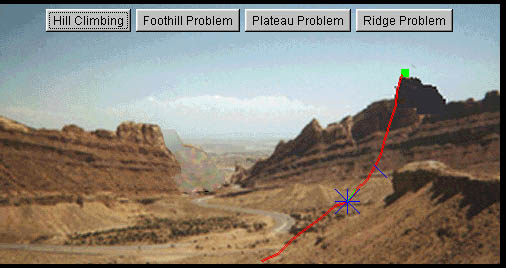 Hill Climbing
Foothill Problem
Plateau Problem
Ridge Problem